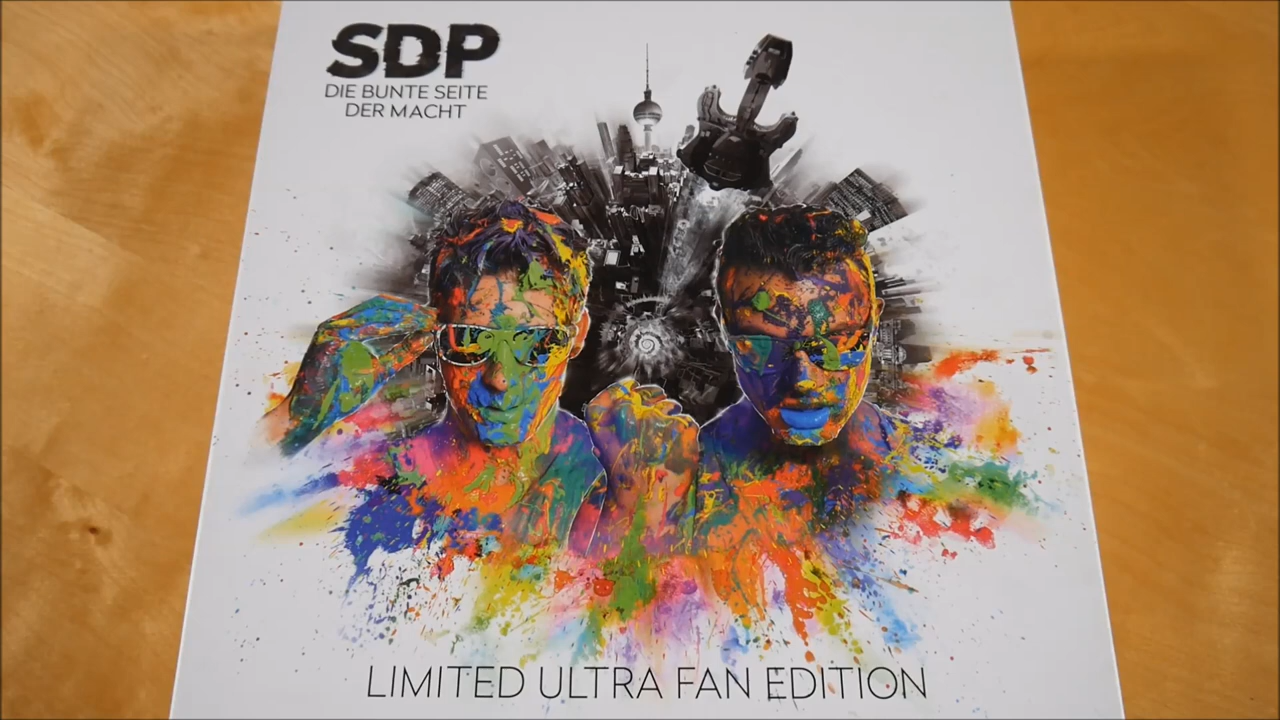 SDP
DIE BUNTE SEITE
DER MACHT
LIMITED ULTRA FAN EDITION